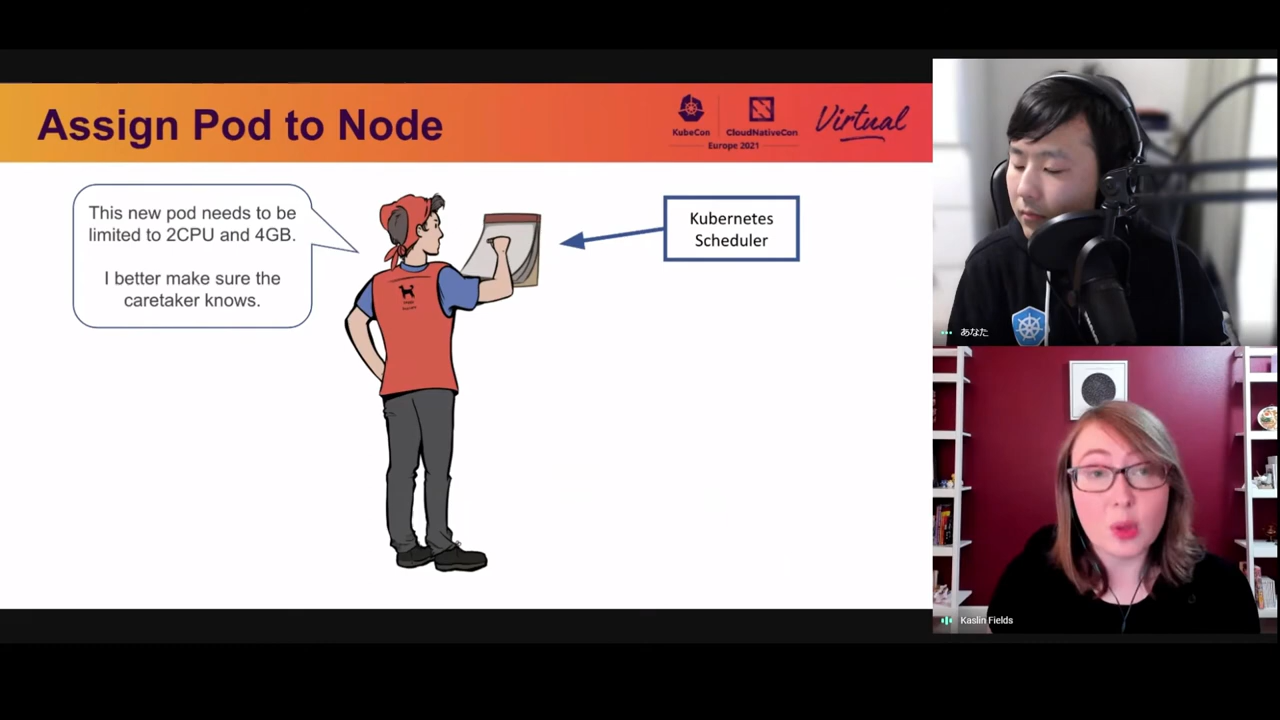 Assign Pod to Node
KubeCon
CloudNativeCon
Europe 2021
Virtual
This new pod needs to be
limited to 2CPU and 4GB.
I better make sure the
caretaker knows.
Kubernetes
Scheduler
あなた
Kaslin Fields